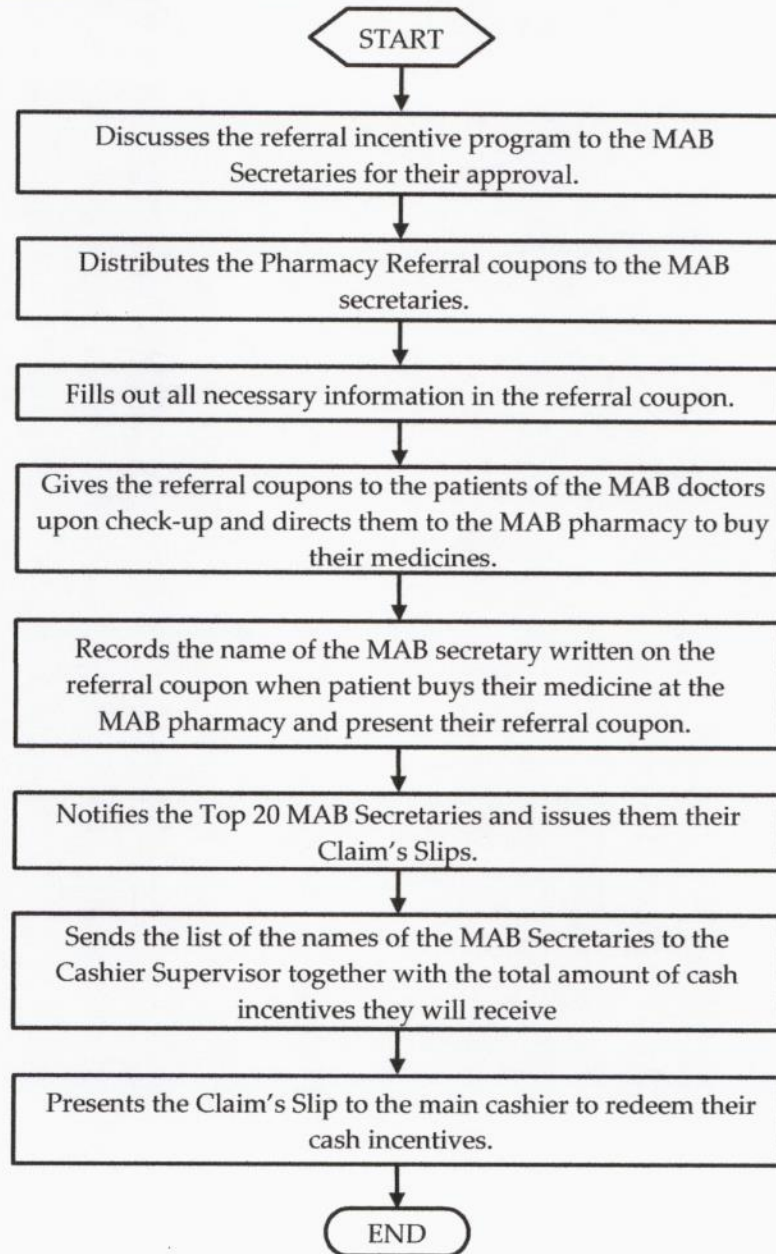 START
Discusses the referral incentive program to the MAB
Secretaries for their approval.
Distributes the Pharmacy Referral coupons to the MAB
secretaries.
Fills out all necessary information in the referral coupon.
Gives the referral coupons to the patients of the MAB doctors
upon check-up and directs them to the MAB pharmacy to buy
their medicines.
Records the name of the MAB secretary written on the
referral coupon when patient buys their medicine at the
MAB pharmacy and present their referral coupon.
Notifies the Top 20 MAB Secretaries and issues them their
Claim's Slips.
Sends the list of the names of the MAB Secretaries to the
Cashier Supervisor together with the total amount of cash
incentives they will receive
Presents the Claim's Slip to the main cashier to redeem their
cash incentives.
END